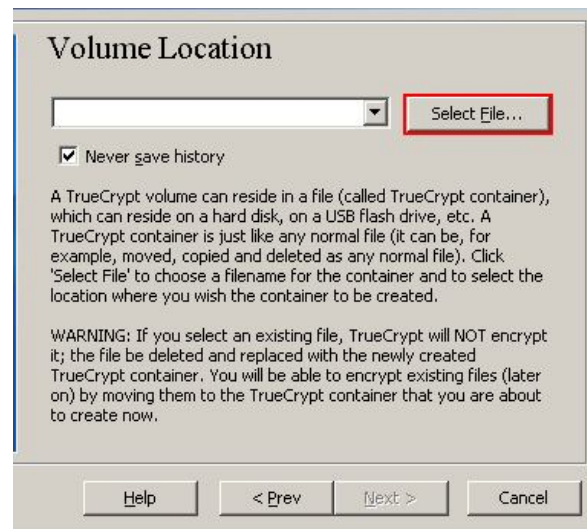 Volume Location
Select File...
Never save history
A TrueCrypt volume can reside in a file (called TrueCrypt container),
which can reside on a hard disk, on a USB flash drive, etc. A
TrueCrypt container is just like any normal file (it can be, for
example, moved, copied and deleted as any normal file). Click
'Select File' to choose a filename for the container and to select the
location where you wish the container to be created.
WARNING: If you select an existing file, TrueCrypt will NOT encrypt
it; the file be deleted and replaced with the newly created
TrueCrypt container. You will be able to encrypt existing files (later
on) by moving them to the TrueCrypt container that you are about
to create now.
Help < Prev Next > Cancel